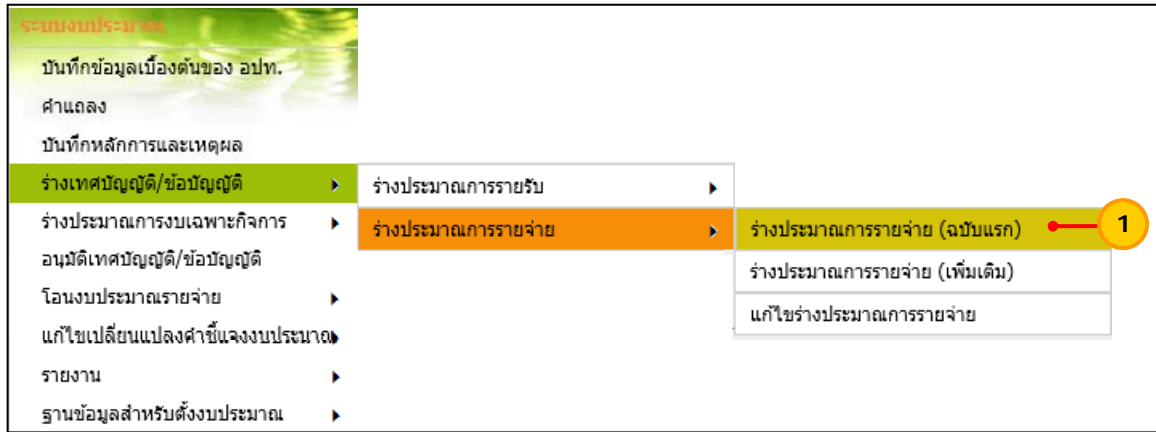 ระบบงบประมาณ
บันทึกข้อมูลเบื้องต้นของ อปท.
คำแถลง
บันทึกหลักการและเหตุผล
ร่างเทศบัญญัติ/ข้อบัญญัติ
ร่างประมาณการรายรับ
ร่างประมาณการงบเฉพาะกิจการ
ร่างประมาณการรายจ่าย
ร่างประมาณการรายจ่าย (ฉบับแรก)
1
อนุมัติเทศบัญญัติ/ข้อบัญญัติ
ร่างประมาณการรายจ่าย (เพิ่มเติม)
โอนงบประมาณรายจ่าย
แก้ไขร่างประมาณการรายจ่าย
แก้ไขเปลี่ยนแปลงคำชี้แจงงบประมาณ
รายงาน
ฐานข้อมูลสำหรับตั้งงบประมาณ